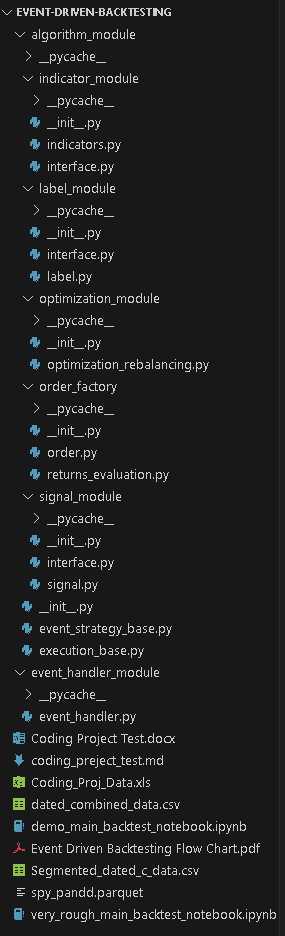 EVENT-DRIVEN-BACKTESTING
algorithm_module
__pycache__
indicator_module
__pycache__
__init__.py
indicators.py
interface.py
label_module
__pycache__
__init__.py
interface.py
label.py
optimization_module
__pycache__
__init__.py
optimization_rebalancing.py
order_factory
__pycache__
__init__.py
order.py
returns_evaluation.py
signal_module
__pycache__
__init__.py
interface.py
signal.py
__init__.py
event_strategy_base.py
execution_base.py
event_handler_module
__pycache__
event_handler.py
Coding Project Test.docx
coding_preject_test.md
Coding_Proj_Data.xls
dated_combined_data.csv
demo_main_backtest_notebook.ipynb
Event Driven Backtesting Flow Chart.pdf
Segmented_dated_c_data.csv
spy_pandd.parquet
very_rough_main_backtest_notebook.ipynb